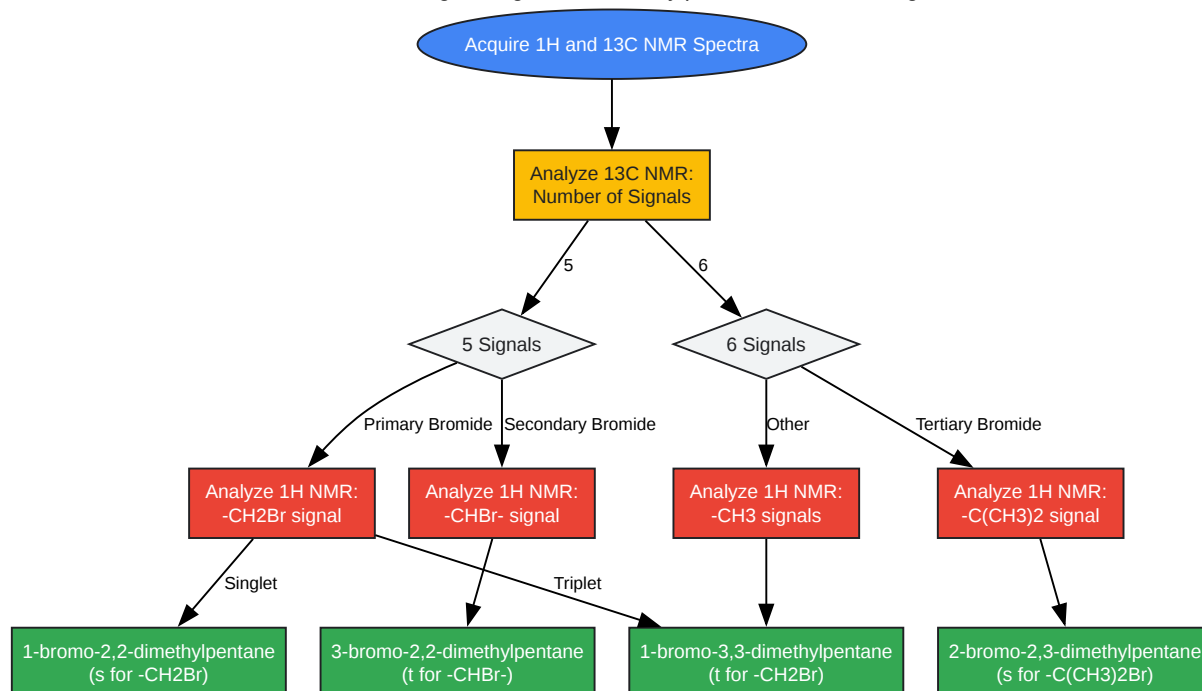 Acquire 1H and 13C NMR Spectra
Analyze 13C NMR:
Number of Signals
5
6
5 Signals
6 Signals
Primary Bromide
Secondary Bromide
Other
Tertiary Bromide
Analyze 1H NMR:
-CH2Br signal
Analyze 1H NMR:
-CHBr- signal
Analyze 1H NMR:
-CH3 signals
Analyze 1H NMR:
-C(CH3)2 signal
Singlet
Triplet
1-bromo-2,2-dimethylpentane
(s for -CH2Br)
3-bromo-2,2-dimethylpentane
(t for -CHBr-)
1-bromo-3,3-dimethylpentane
(t for -CH2Br)
2-bromo-2,3-dimethylpentane
(s for -C(CH3)2Br)